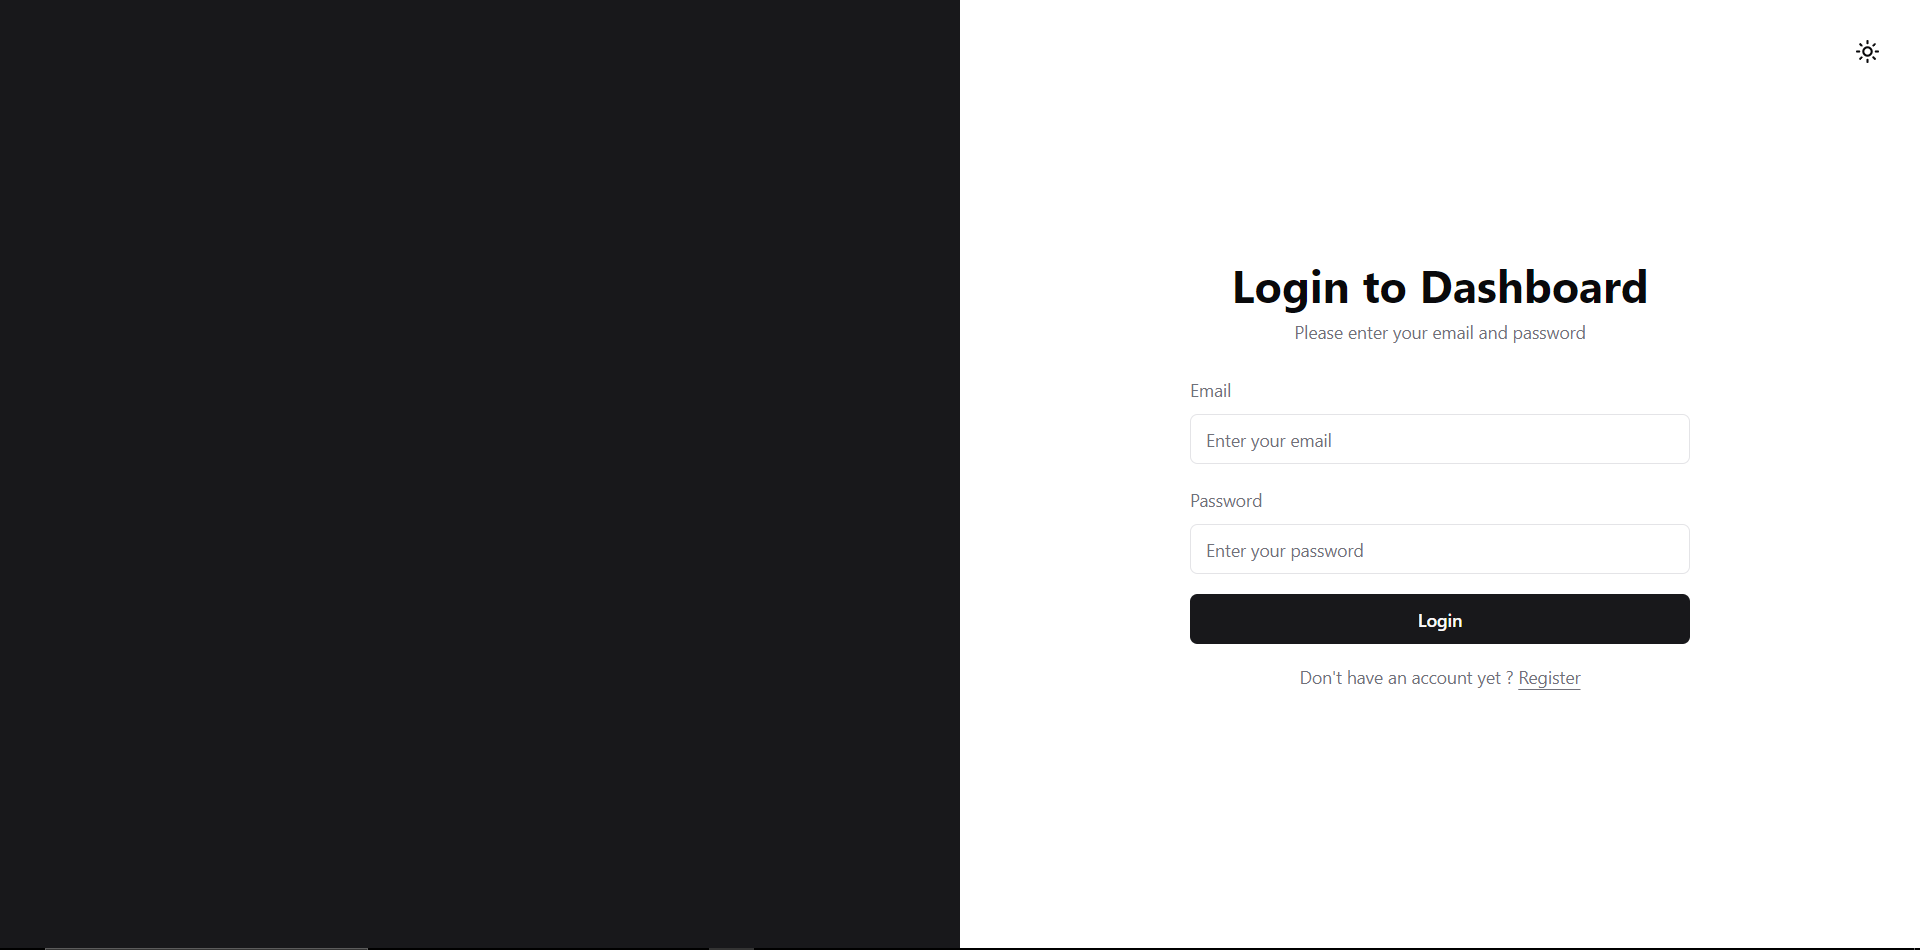 Login to Dashboard
Please enter your email and password
Email
Enter your email
Password
Enter your password
Login
Don't have an account yet ? Register